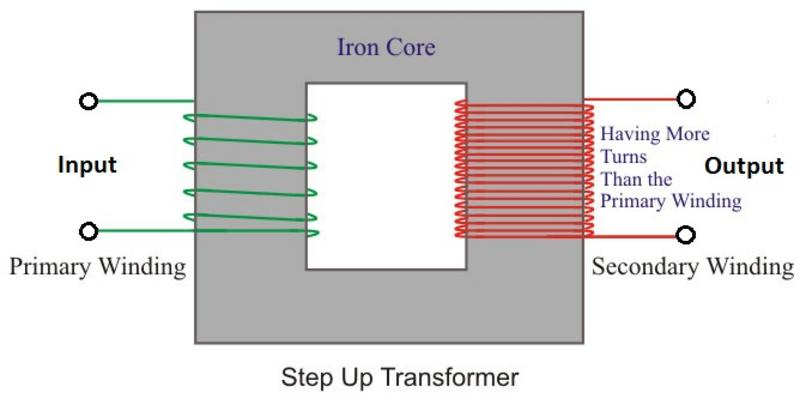 Iron Core
Input
Having More
Turns
Than the
Primary Winding
Output
Primary Winding
Secondary Winding
Step Up Transformer